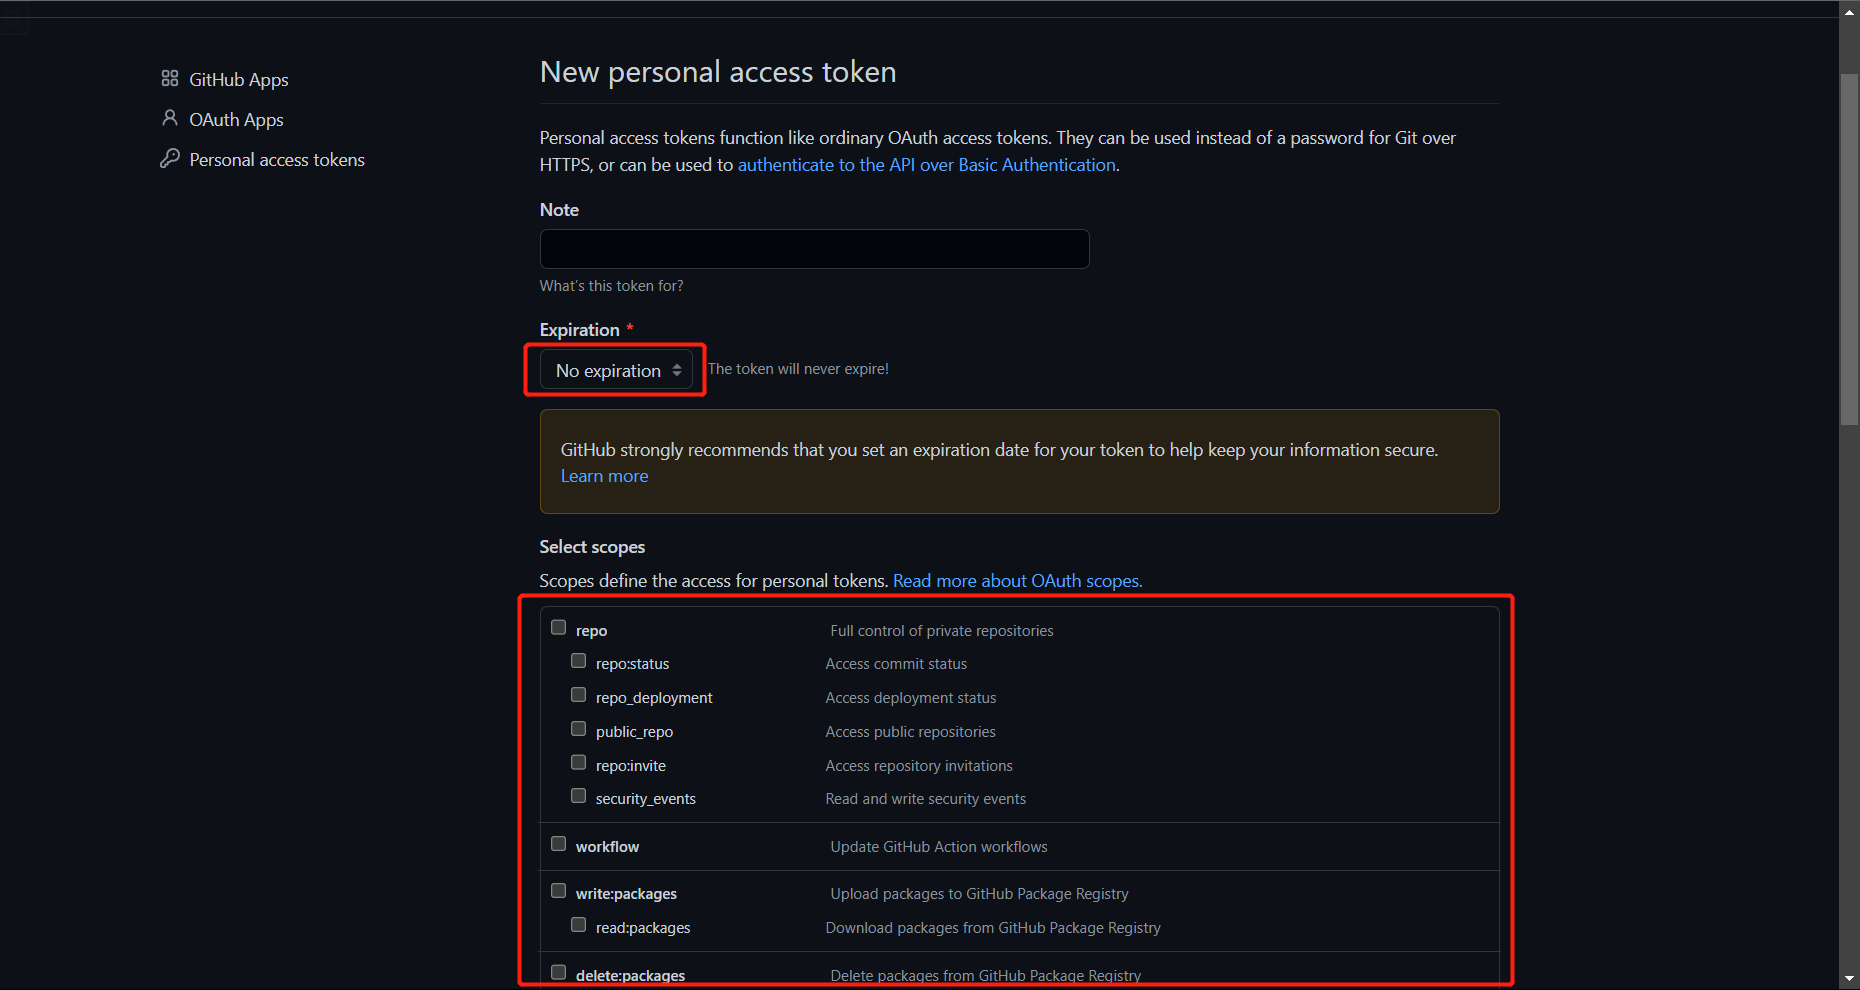 GitHub Apps
OAuth Apps
Personal access tokens
New personal access token
Personal access tokens function like ordinary OAuth access tokens. They can be used instead of a password for Git over
HTTPS, or can be used to authenticate to the API over Basic Authentication.
Note
What's this token for?
Expiration *
No expiration The token will never expire!
GitHub strongly recommends that you set an expiration date for your token to help keep your information secure.
Learn more
Select scopes
Scopes define the access for personal tokens. Read more about OAuth scopes.
repo Full control of private repositories
repo:status Access commit status
repo_deployment Access deployment status
public_repo Access public repositories
repo:invite Access repository invitations
security_events Read and write security events
workflow Update GitHub Action workflows
write:packages Upload packages to GitHub Package Registry
read:packages Download packages from GitHub Package Registry
delete:packages Delete packages from GitHub Package Registry